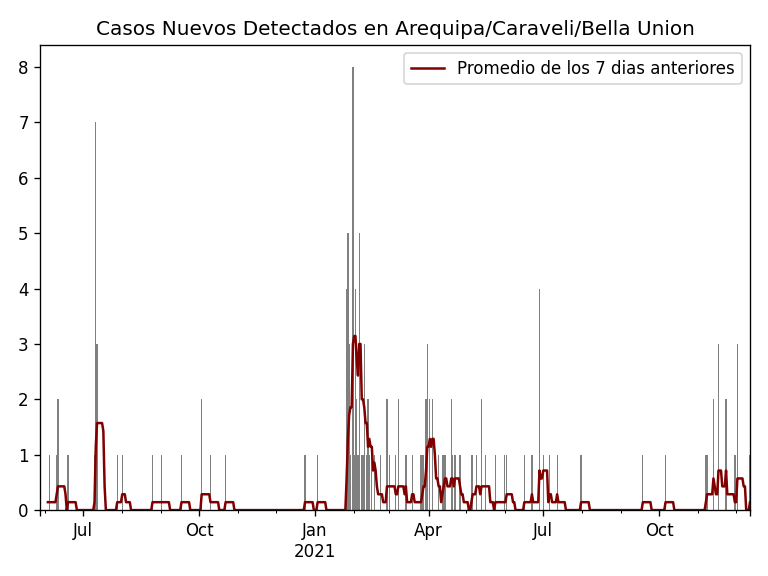 Casos Nuevos Detectados en Arequipa/Caraveli/Bella Union
Promedio de los 7 dias anteriores
8
7
6
5
4
3
2
1
0
Jul
Oct
Jan
2021
Apr
Jul
Oct